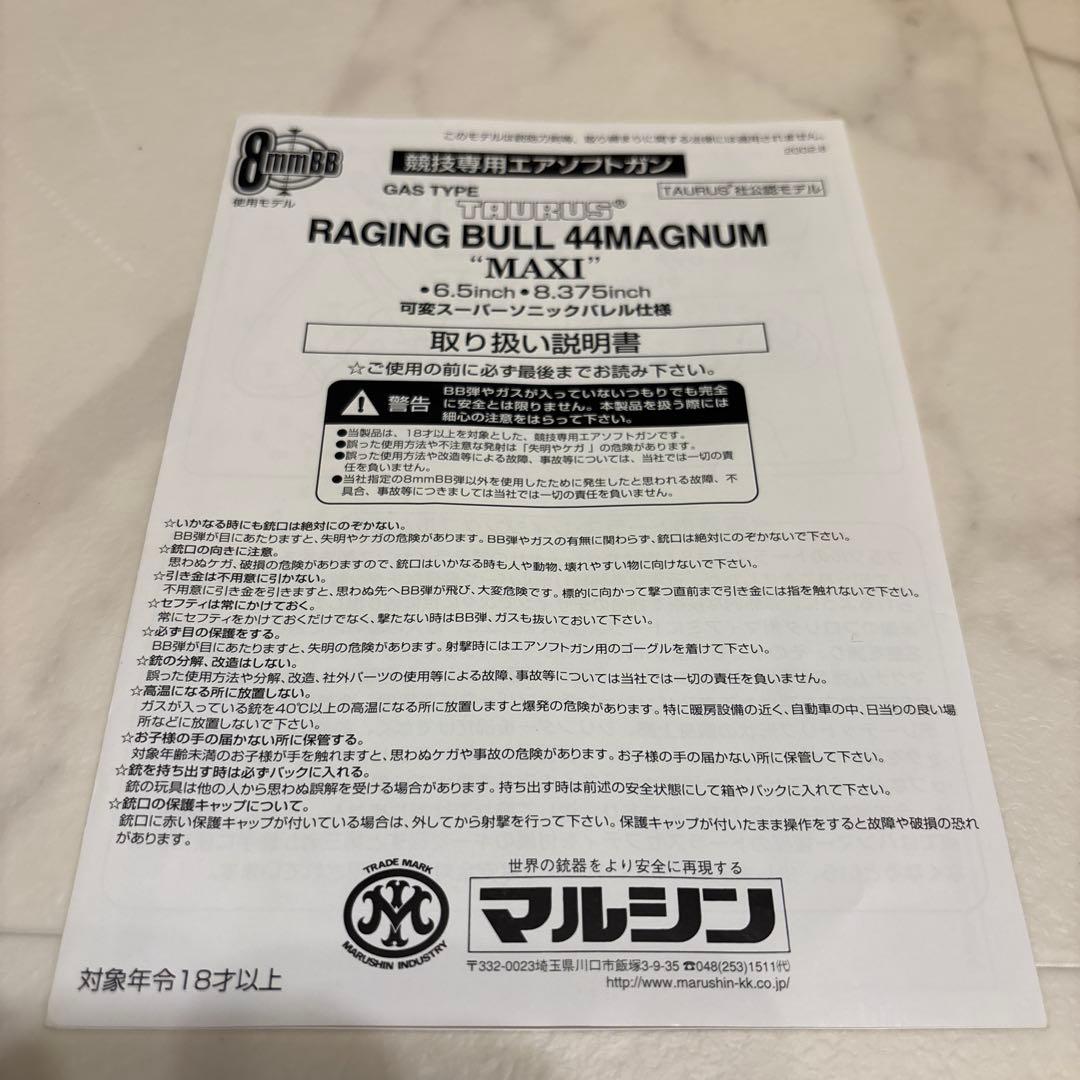 このモデルは銃砲刀剣等、取り締まりに関する法律には適用されません。
2002.8
8mmBB
使用モデル
競技専用エアソフトガン
GAS TYPE
TAURUS®社公認モデル
TAURUS®
RAGING BULL 44MAGNUM
“MAXI”
•6.5inch•8.375inch
可変スーパーソニックバレル仕様
取り扱い説明書
☆ご使用の前に必ず最後までお読み下さい。
警告
BB弾やガスが入っていないつもりでも完全
に安全とは限りません。本製品を扱う際には
細心の注意をはらって下さい。
●当製品は、18才以上を対象とした、競技専用エアソフトガンです。
●誤った使用方法や不注意な発射は「失明やケガ」の危険があります。
●誤った使用方法や改造等による故障、事故等については、当社では一切の責
任を負いません。
●当社指定の8mmBB弾以外を使用したために発生したと思われる故障、不
具合、事故等につきましては当社では一切の責任を負いません。
☆いかなる時にも銃口は絶対にのぞかない。
BB弾が目にあたりますと、失明やケガの危険があります。BB弾やガスの有無に関わらず、銃口は絶対にのぞかないで下さい。
☆銃口の向きに注意。
思わぬケガ、破損の危険がありますので、銃口はいかなる時も人や動物、壊れやすい物に向けないで下さい。
☆引き金は不用意に引かない。
不用意に引き金を引きますと、思わぬ先へBB弾が飛び、大変危険です。標的に向かって撃つ直前まで引き金には指を触れないで下さい。
☆セフティは常にかけておく。
常にセフティをかけておくだけでなく、撃たない時はBB弾、ガスも抜いておいて下さい。
☆必ず目の保護をする。
BB弾が目にあたりますと、失明の危険があります。射撃時にはエアソフトガン用のゴーグルを着けて下さい。
☆銃の分解、改造はしない。
誤った使用方法や分解、改造、社外パーツの使用等による故障、事故等については当社では一切の責任を負いません。
☆高温になる所に放置しない。
ガスが入っている銃を40℃以上の高温になる所に放置しますと爆発の危険があります。特に暖房設備の近く、自動車の中、日当りの良い場
所などに放置しないで下さい。
☆お子様の手の届かない所に保管する。
対象年齢未満のお子様が手を触れますと、思わぬケガや事故の危険があります。お子様の手の届かない所に保管して下さい。
☆銃を持ち出す時は必ずバックに入れる。
銃の玩具は他の人から思わぬ誤解を受ける場合があります。持ち出す時は前述の安全状態にして箱やバックに入れて下さい。
☆銃口の保護キャップについて。
銃口に赤い保護キャップが付いている場合は、外してから射撃を行って下さい。保護キャップが付いたまま操作をすると故障や破損の恐れ
があります。
TRADE MARK
MARUSHIN INDUSTRY
世界の銃器をより安全に再現する
マルシン
〒332-0023埼玉県川口市飯塚3-9-35 ☎048(253)1511(代)
http://www.marushin-kk.co.jp/
対象年令18才以上